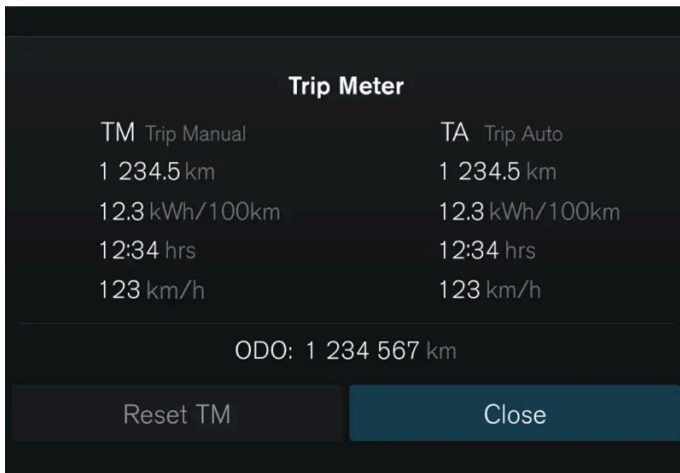 Trip Meter
TM Trip Manual
1 234.5 km
12.3 kWh/100km
12:34 hrs
123 km/h
TA Trip Auto
1 234.5 km
12.3 kWh/100km
12:34 hrs
123 km/h
ODO: 1 234 567 km
Reset TM
Close